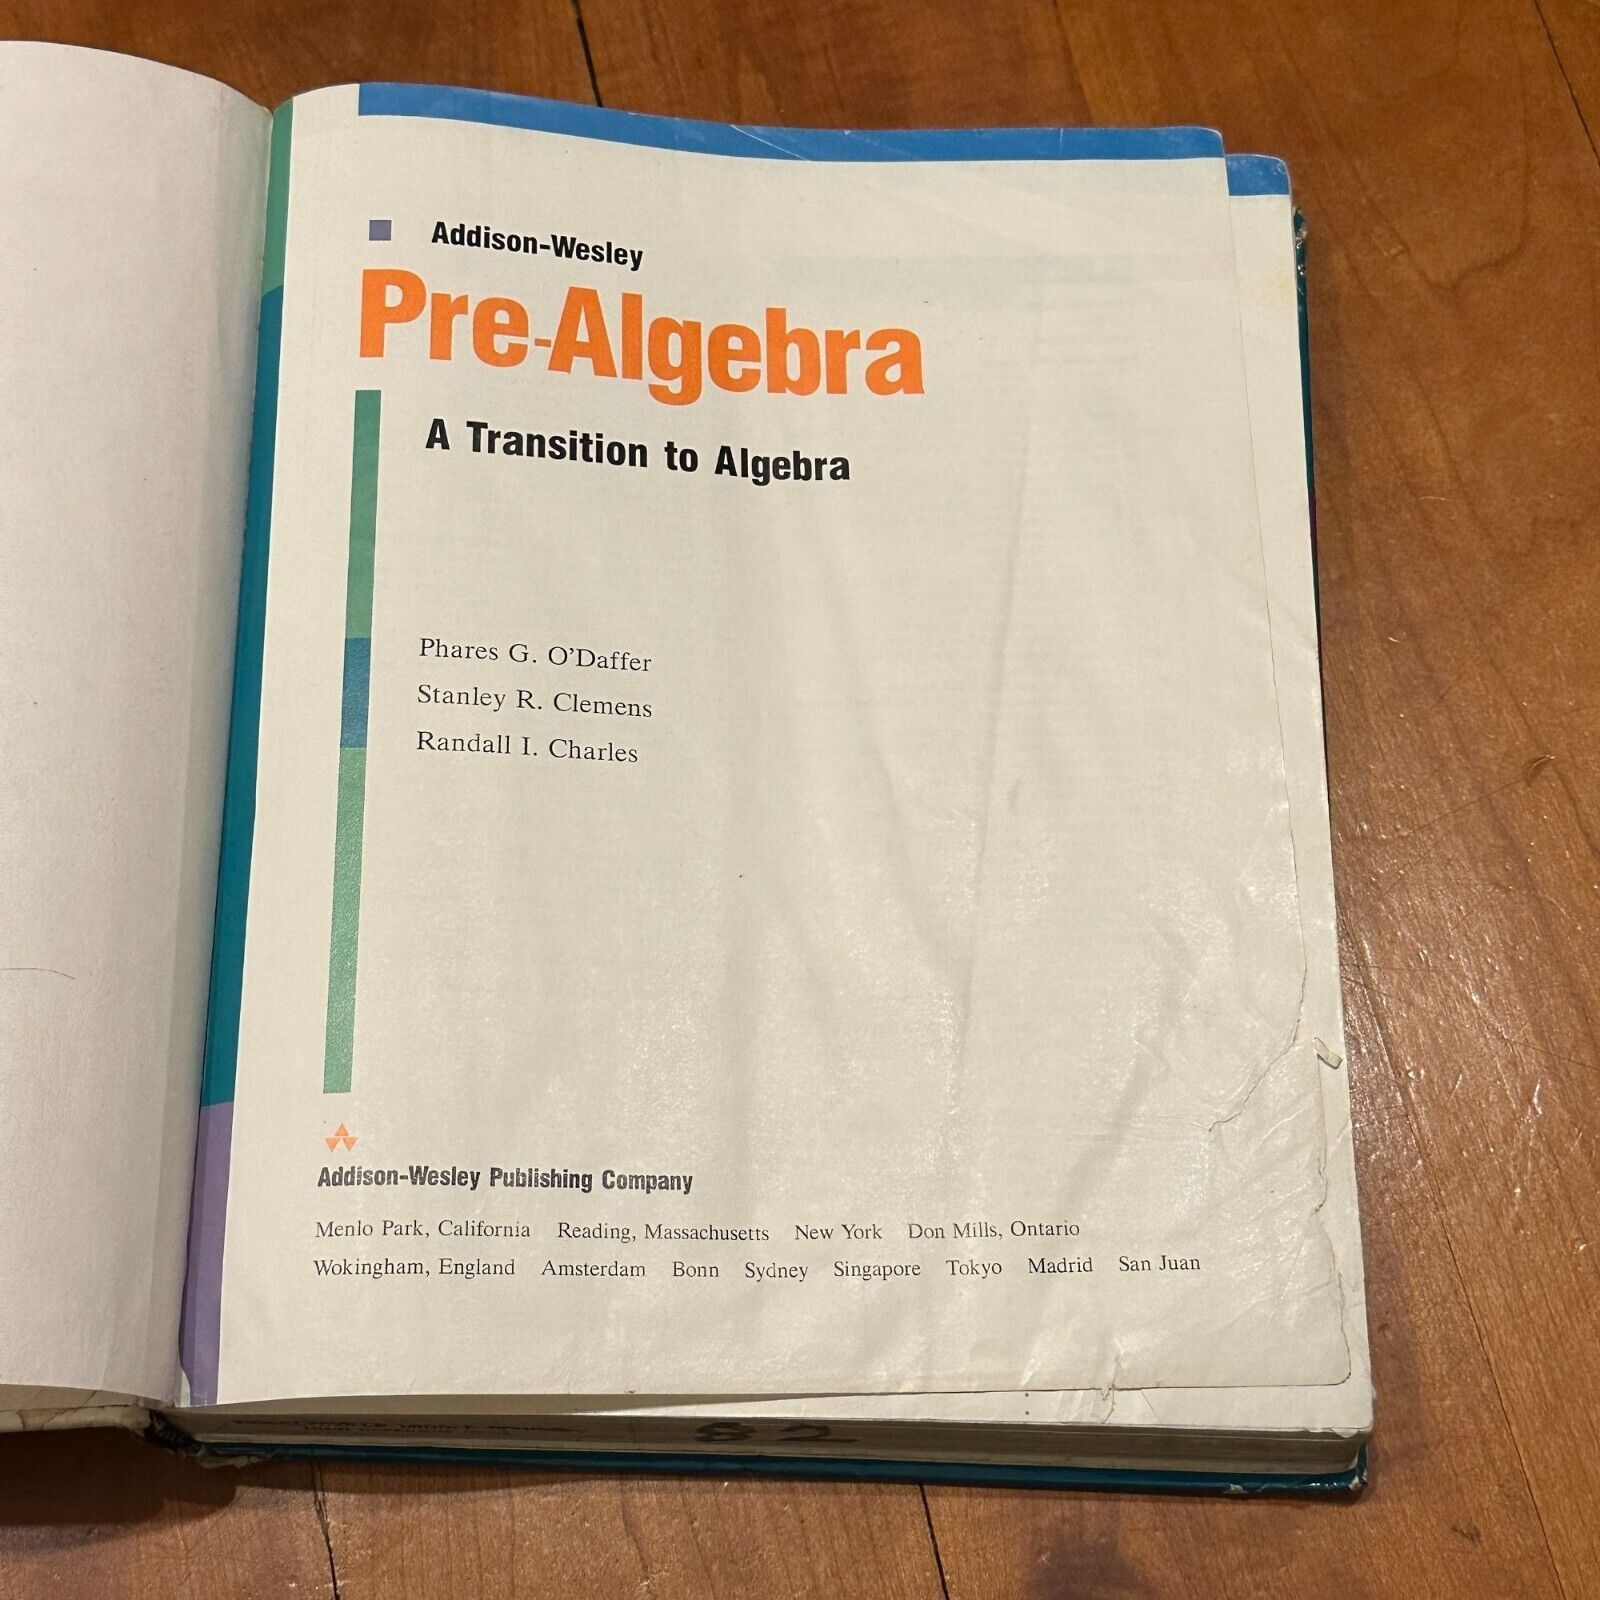 Addison-Wesley
Pre-Algebra
A Transition to Algebra
Phares G. O'Daffer
Stanley R. Clemens
Randall I. Charles
Addison-Wesley Publishing Company
Menlo Park, California Reading, Massachusetts New York Don Mills, Ontario
Wokingham, England Amsterdam Bonn Sydney Singapore Tokyo Madrid San Juan
82